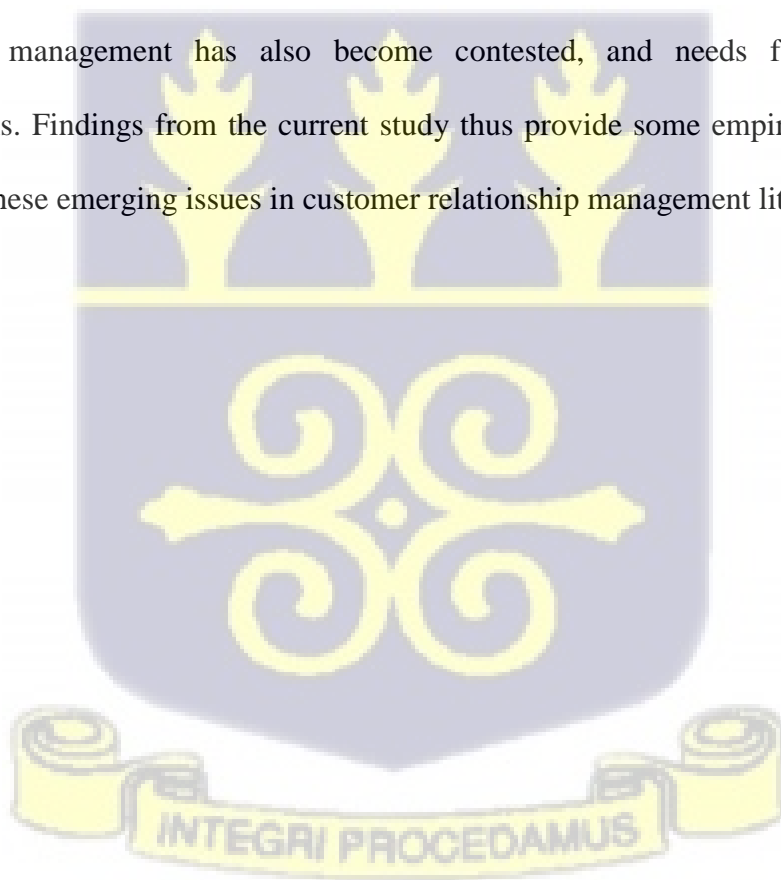 management has also become contested, and needs f
s. Findings from the current study thus provide some empir
hese emerging issues in customer relationship management lit
INTEGRI PROCEDAMUS